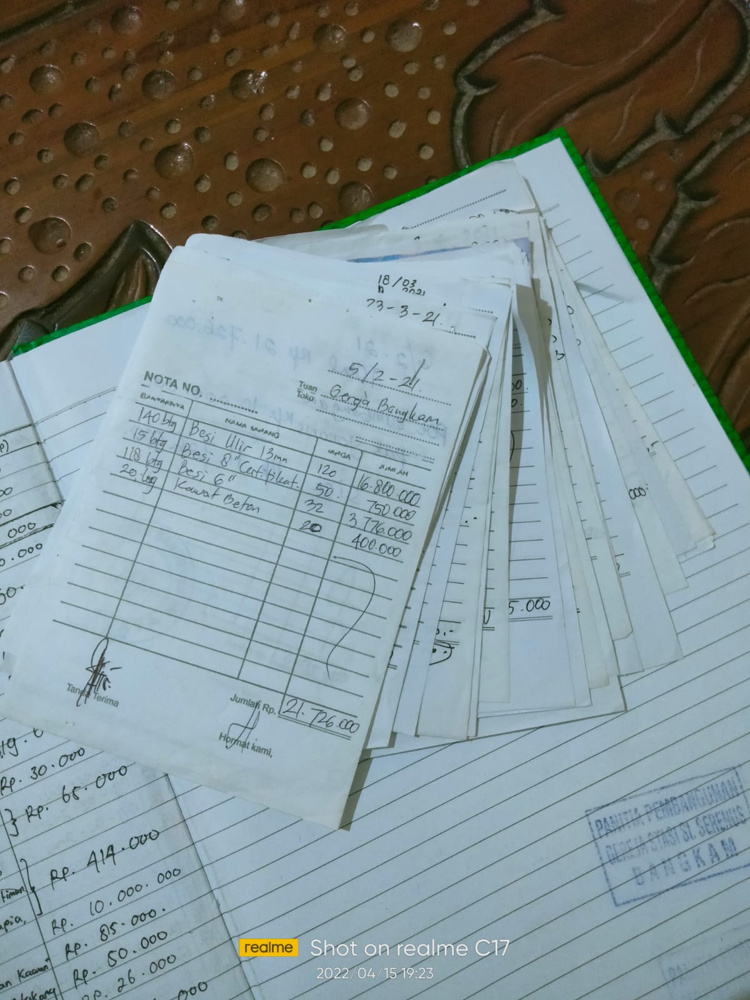 18/03
2021
23-3-21.
TK
5/2-21
NOTA NO. ..........
Tuan
Toko
Gereja Bangkam
BANYAKNYA NAMA BARANG HARGA JUMLAH
140 btg Besi Ulir 13mm 120 16.800.000
15 btg Besi 8" Certifikat. 50. 750.000
118 btg Besi 6" 32 3.776.000
20 kg Kawat Beton 20 400.000
Tanda Terima
Jumlah Rp. 21.726.000
Hormat kami,
5.000
000.
000
Rp. 30.000
} Rp. 65.000
Rp. 414.000
Rp. 10.000.000
Rp. 85.000.
Rp. 50.000
Rp. 26.000
000
PANITIA PEMBANGUNAN
GEREJA STASI ST. SERENUS
BANGKAM
realme Shot on realme C17
2022/04/15 19:23